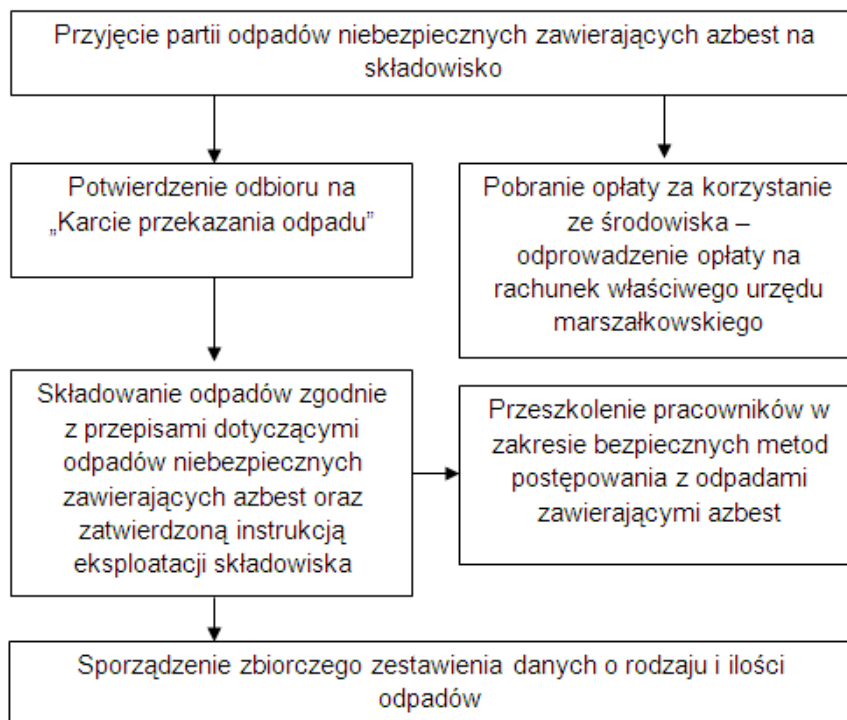 Przyjęcie partii odpadów niebezpiecznych zawierających azbest na
składowisko
Potwierdzenie odbioru na
„Karcie przekazania odpadu”
Pobranie opłaty za korzystanie
ze środowiska –
odprowadzenie opłaty na
rachunek właściwego urzędu
marszałkowskiego
Składowanie odpadów zgodnie
z przepisami dotyczącymi
odpadów niebezpiecznych
zawierających azbest oraz
zatwierdzoną instrukcją
eksploatacji składowiska
Przeszkolenie pracowników w
zakresie bezpiecznych metod
postępowania z odpadami
zawierającymi azbest
Sporządzenie zbiorczego zestawienia danych o rodzaju i ilości
odpadów